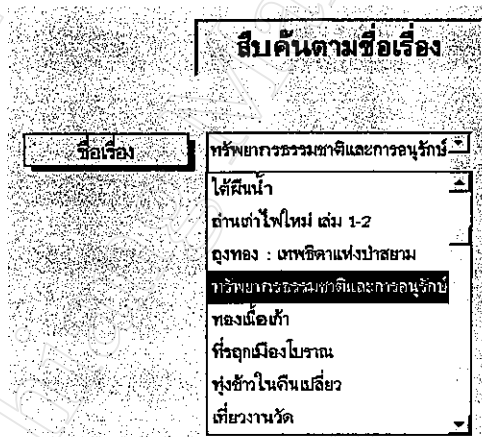 สืบค้นตามชื่อเรื่อง
ชื่อเรื่อง
ทรัพยากรธรรมชาติและการอนุรักษ์
ใต้ผืนน้ำ
ถ่านเก่าไฟใหม่ เล่ม 1-2
ถุงทอง : เทพธิดาแห่งป่าสยาม
ทรัพยากรธรรมชาติและการอนุรักษ์
ทองเนื้อเก้า
ที่ระลึกเมืองโบราณ
ทุ่งข้าวในคืนเปลี่ยว
เที่ยวงานวัด